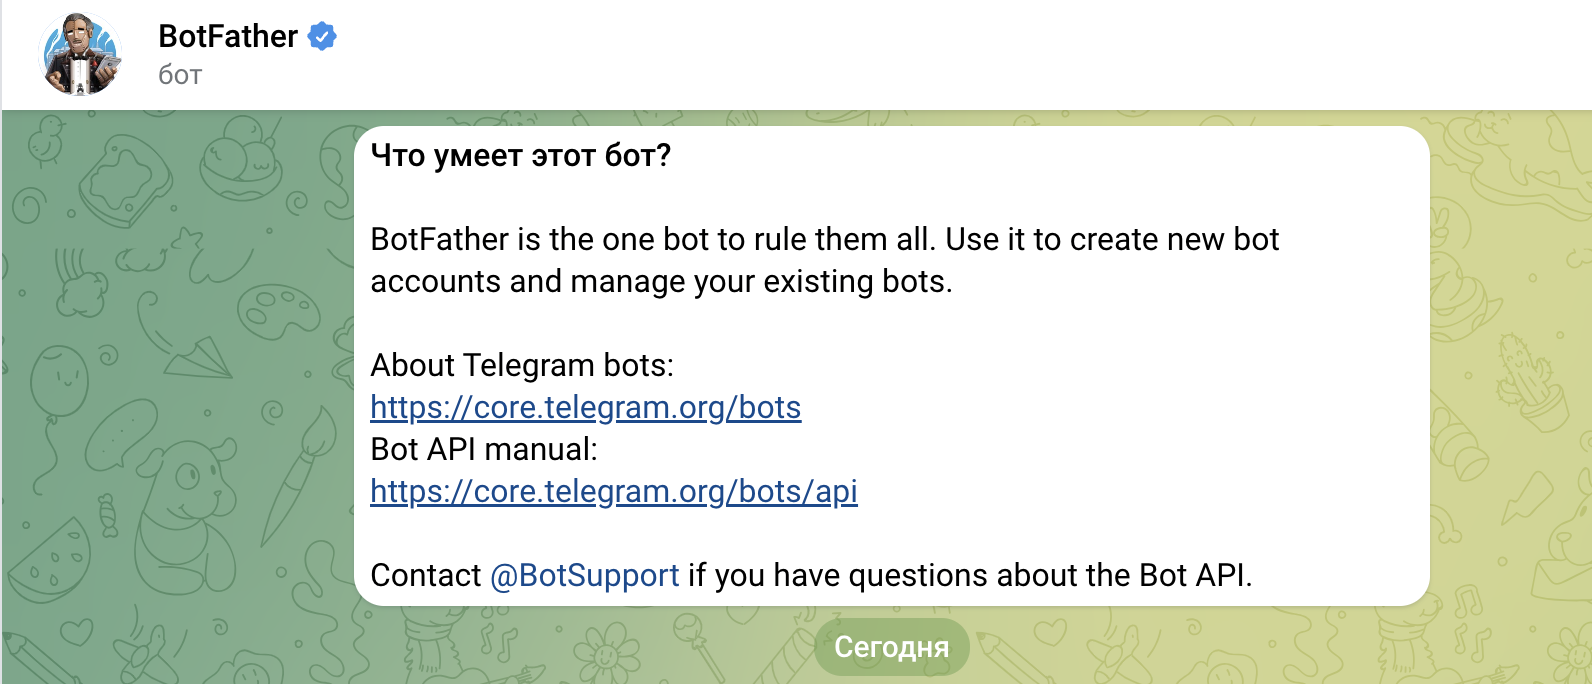 BotFather
бот
Что умеет этот бот?
BotFather is the one bot to rule them all. Use it to create new bot
accounts and manage your existing bots.
About Telegram bots:
https://core.telegram.org/bots
Bot API manual:
https://core.telegram.org/bots/api
Contact @BotSupport if you have questions about the Bot API.
Сегодня